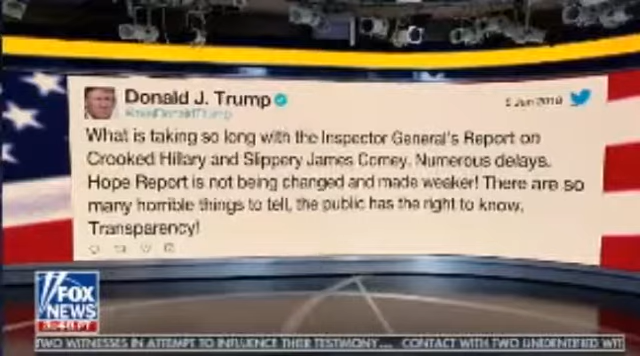 Donald J. Trump
@realDonaldTrump
5 Jun 2018
What is taking so long with the Inspector General's Report on
Crooked Hillary and Slippery James Comey. Numerous delays.
Hope Report is not being changed and made weaker! There are so
many horrible things to tell, the public has the right to know.
Transparency!
FOX
NEWS
PT
TWO WITNESSES IN ATTEMPT TO INFLUENCE THEIR TESTIMONY... CONTACT WITH TWO UNIDENTIFIED WIT